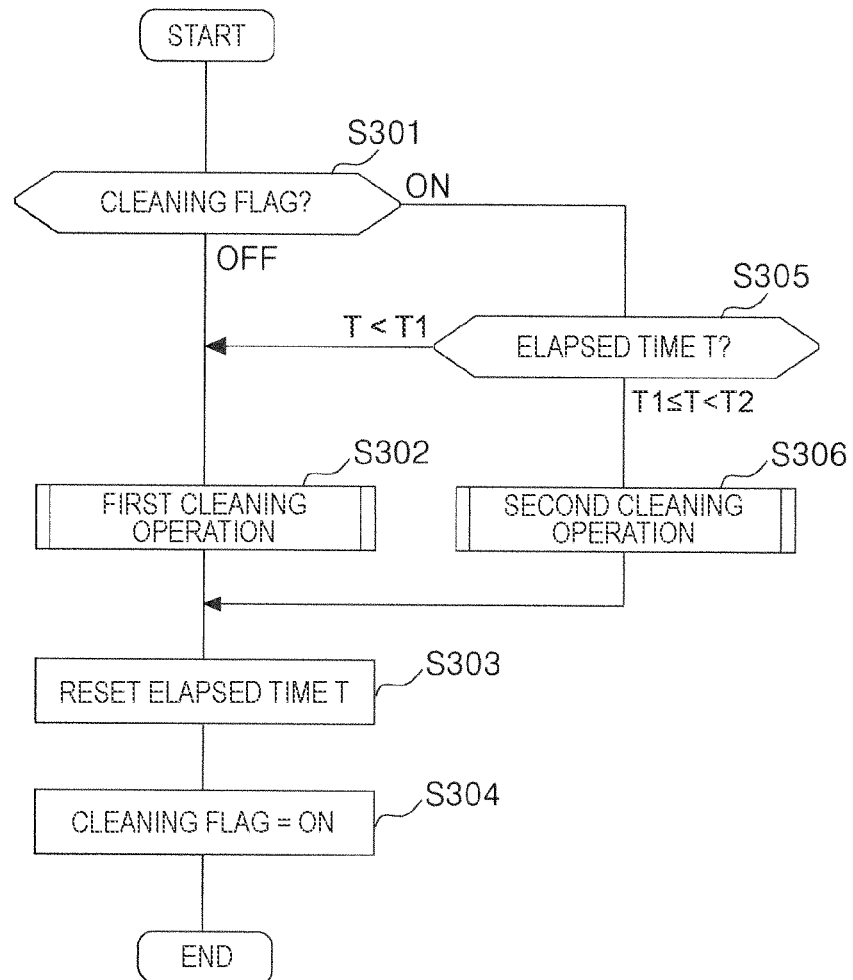 START
S301
CLEANING FLAG?
ON
OFF
S305
T < T1
ELAPSED TIME T?
T1≤T<T2
S302
FIRST CLEANING
OPERATION
S306
SECOND CLEANING
OPERATION
S303
RESET ELAPSED TIME T
S304
CLEANING FLAG = ON
END